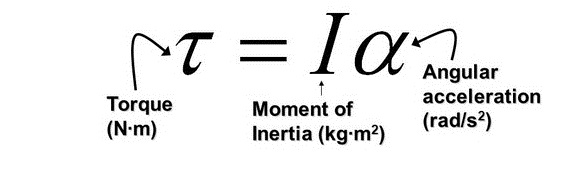 τ = Iα
Torque
(N·m)
Moment of
Inertia (kg·m²)
Angular
acceleration
(rad/s²)